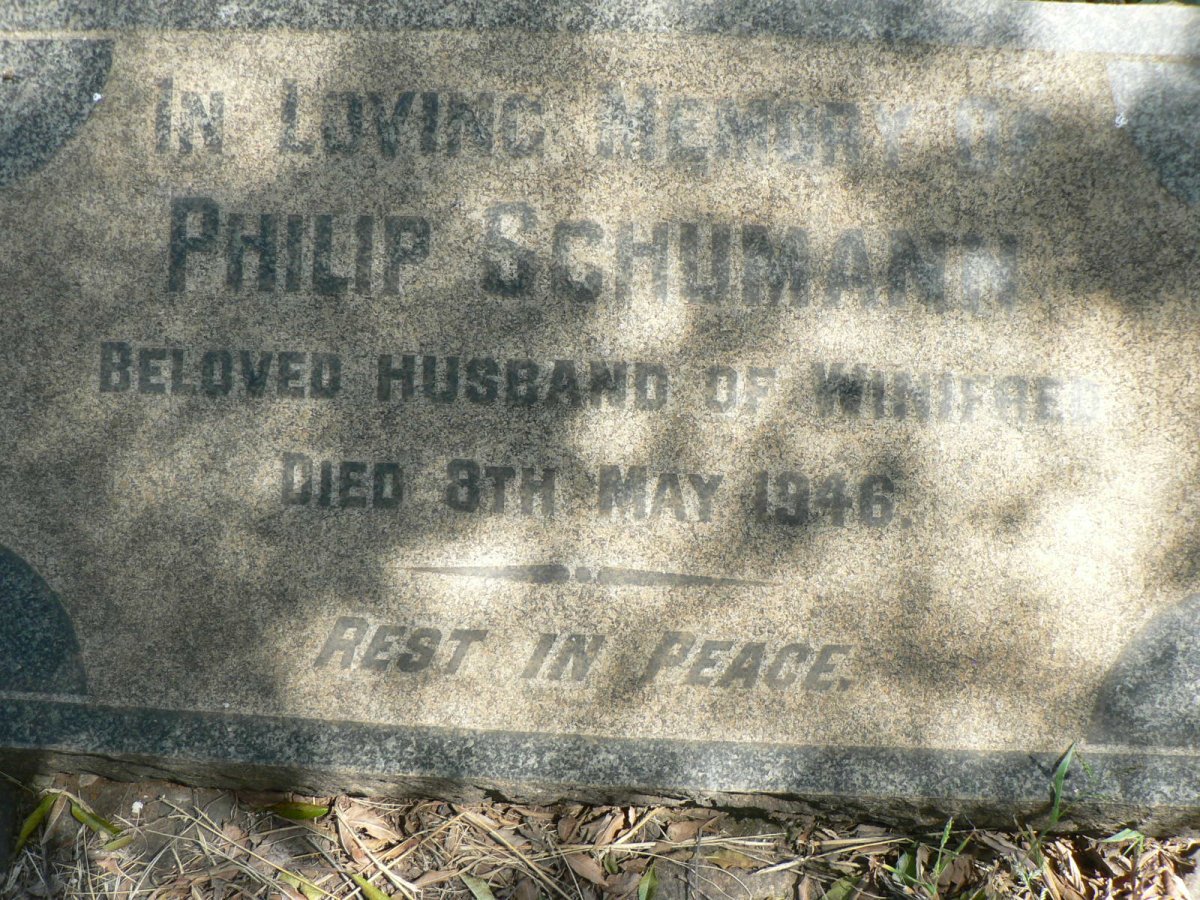 IN LOVING MEMORY OF
PHILIP SCHUMANN
BELOVED HUSBAND OF WINIFRED
DIED 8TH MAY 1946.
REST IN PEACE.